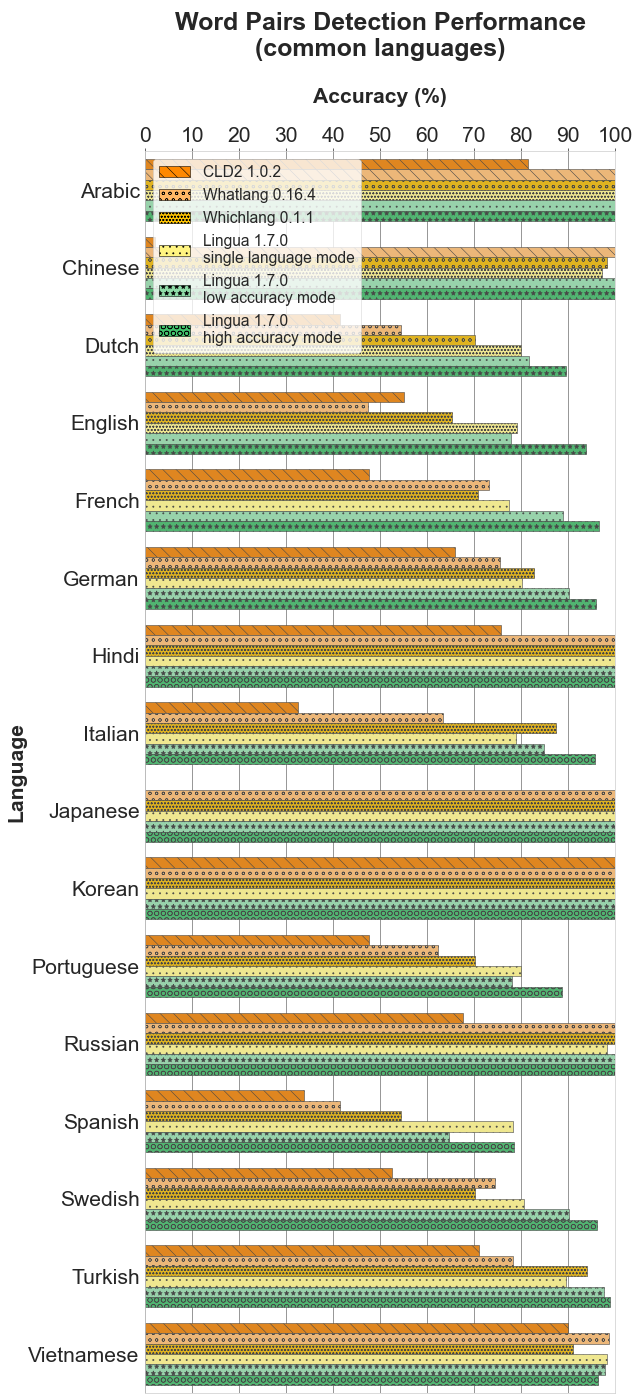 Word Pairs Detection Performance
(common languages)
Accuracy (%)
0 10 20 30 40 50 60 70 80 90 100
CLD2 1.0.2
Whatlang 0.16.4
Whichlang 0.1.1
Lingua 1.7.0
single language mode
Lingua 1.7.0
low accuracy mode
Lingua 1.7.0
high accuracy mode
Language
Arabic
Chinese
Dutch
English
French
German
Hindi
Italian
Japanese
Korean
Portuguese
Russian
Spanish
Swedish
Turkish
Vietnamese